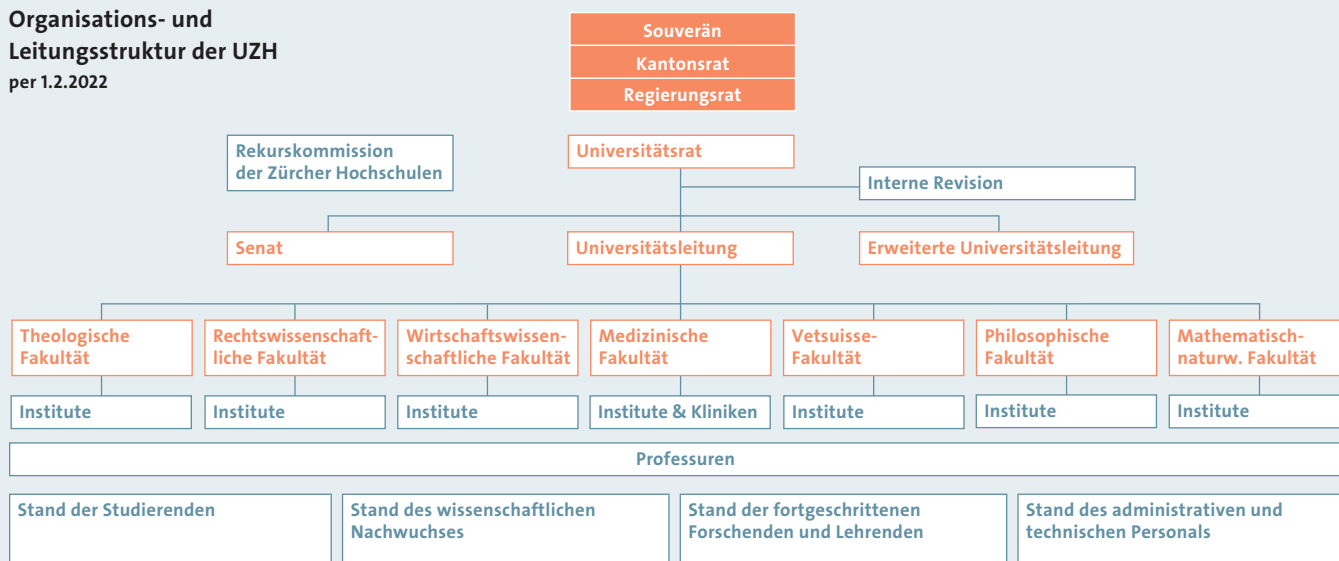 Organisations- und
Leitungsstruktur der UZH
per 1.2.2022
Souverän
Kantonsrat
Regierungsrat
Rekurskommission
der Zürcher Hochschulen
Universitätsrat
Interne Revision
Senat
Universitätsleitung
Erweiterte Universitätsleitung
Theologische
Fakultät
Rechtswissenschaft-
liche Fakultät
Wirtschaftswissen-
schaftliche Fakultät
Medizinische
Fakultät
Vetsuisse-
Fakultät
Philosophische
Fakultät
Mathematisch-
naturw. Fakultät
Institute
Institute
Institute
Institute & Kliniken
Institute
Institute
Institute
Professuren
Stand der Studierenden
Stand des wissenschaftlichen
Nachwuchses
Stand der fortgeschrittenen
Forschenden und Lehrenden
Stand des administrativen und
technischen Personals